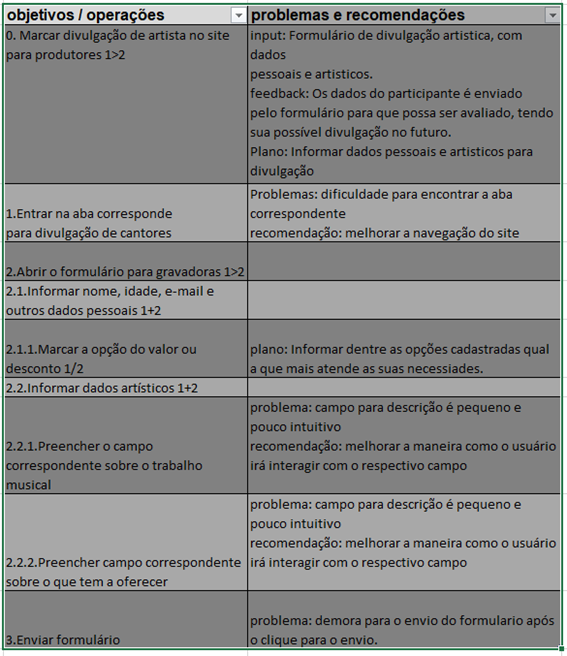 objetivos / operações
problemas e recomendações
0. Marcar divulgação de artista no site
para produtores 1>2
input: Formulário de divulgação artistica, com
dados
pessoais e artisticos.
feedback: Os dados do participante é enviado
pelo formulário para que possa ser avaliado, tendo
sua possível divulgação no futuro.
Plano: Informar dados pessoais e artisticos para
divulgação
1.Entrar na aba corresponde
para divulgação de cantores
Problemas: dificuldade para encontrar a aba
correspondente
recomendação: melhorar a navegação do site
2.Abrir o formulário para gravadoras 1>2
2.1.Informar nome, idade, e-mail e
outros dados pessoais 1+2
2.1.1.Marcar a opção do valor ou
desconto 1/2
plano: Informar dentre as opções cadastradas qual
a que mais atende as suas necessiades.
2.2.Informar dados artísticos 1+2
2.2.1.Preencher o campo
correspondente sobre o trabalho
musical
problema: campo para descrição é pequeno e
pouco intuitivo
recomendação: melhorar a maneira como o usuário
irá interagir com o respectivo campo
2.2.2.Preencher campo correspondente
sobre o que tem a oferecer
problema: campo para descrição é pequeno e
pouco intuitivo
recomendação: melhorar a maneira como o usuário
irá interagir com o respectivo campo
3.Enviar formulário
problema: demora para o envio do formulario após
o clique para o envio.